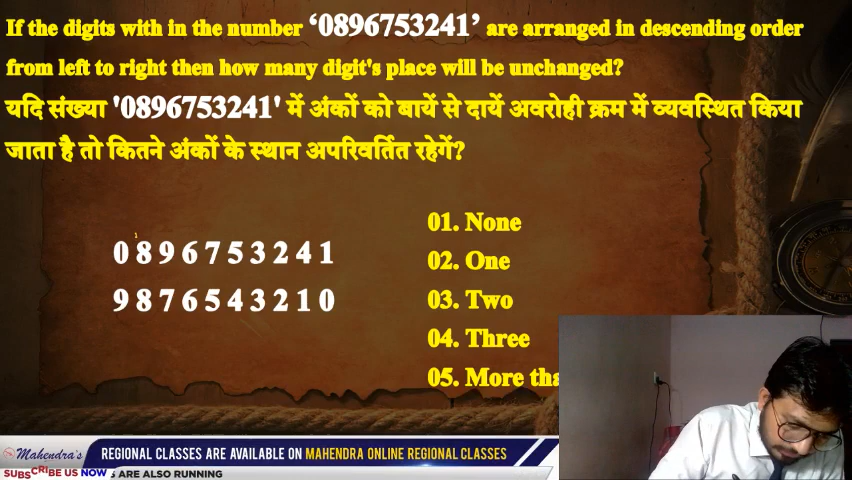 If the digits with in the number ‘0896753241’ are arranged in descending order
from left to right then how many digit's place will be unchanged?
यदि संख्या '0896753241' में अंकों को बायें से दायें अवरोही क्रम में व्यवस्थित किया
जाता है तो कितने अंकों के स्थान अपरिवर्तित रहेगें?
01. None
0 8 9 6 7 5 3 2 4 1
02. One
9 8 7 6 5 4 3 2 1 0
03. Two
04. Three
05. More
Mahendra's
REGIONAL CLASSES ARE AVAILABLE ON MAHENDRA ONLINE REGIONAL CLASSES
SUBSCRIBE US NOW
ARE ALSO RUNNING